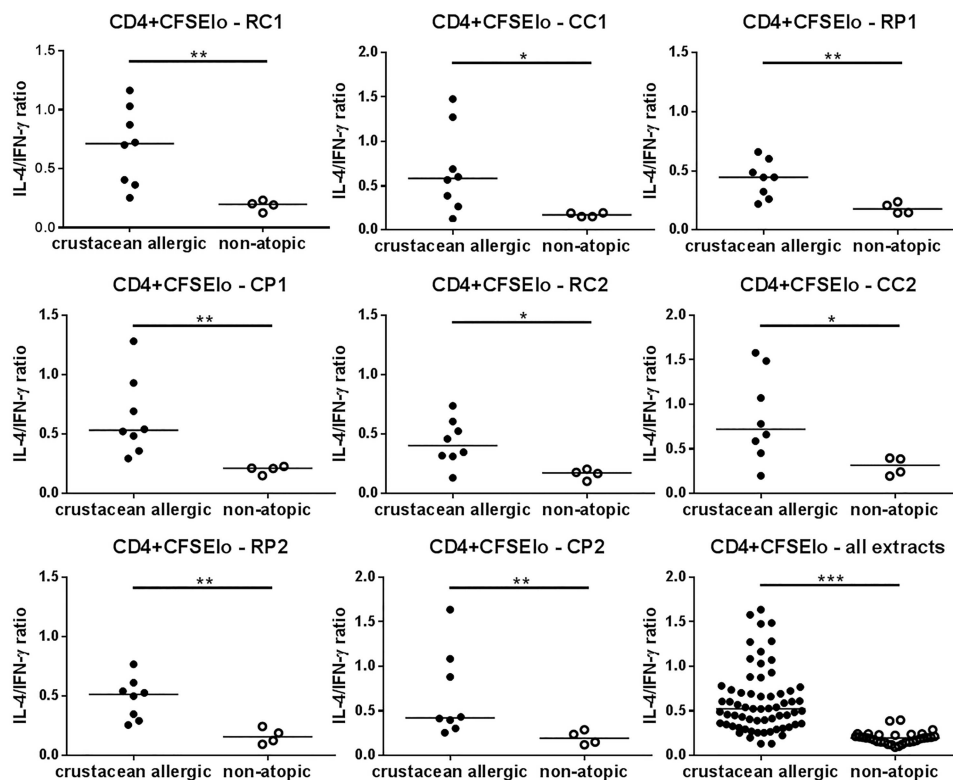 CD4+CFSElo - RC1
**
IL-4/IFN-γ ratio
1.5
1.0
0.5
0.0
crustacean allergic non-atopic
CD4+CFSElo - CC1
*
IL-4/IFN-γ ratio
2.0
1.5
1.0
0.5
0.0
crustacean allergic non-atopic
CD4+CFSElo - RP1
**
IL-4/IFN-γ ratio
1.5
1.0
0.5
0.0
crustacean allergic non-atopic
CD4+CFSElo - CP1
**
IL-4/IFN-γ ratio
1.5
1.0
0.5
0.0
crustacean allergic non-atopic
CD4+CFSElo - RC2
*
IL-4/IFN-γ ratio
1.5
1.0
0.5
0.0
crustacean allergic non-atopic
CD4+CFSElo - CC2
*
IL-4/IFN-γ ratio
2.0
1.5
1.0
0.5
0.0
crustacean allergic non-atopic
CD4+CFSElo - RP2
**
IL-4/IFN-γ ratio
1.5
1.0
0.5
0.0
crustacean allergic non-atopic
CD4+CFSElo - CP2
**
IL-4/IFN-γ ratio
2.0
1.5
1.0
0.5
0.0
crustacean allergic non-atopic
CD4+CFSElo - all extracts
***
IL-4/IFN-γ ratio
2.0
1.5
1.0
0.5
0.0
crustacean allergic non-atopic